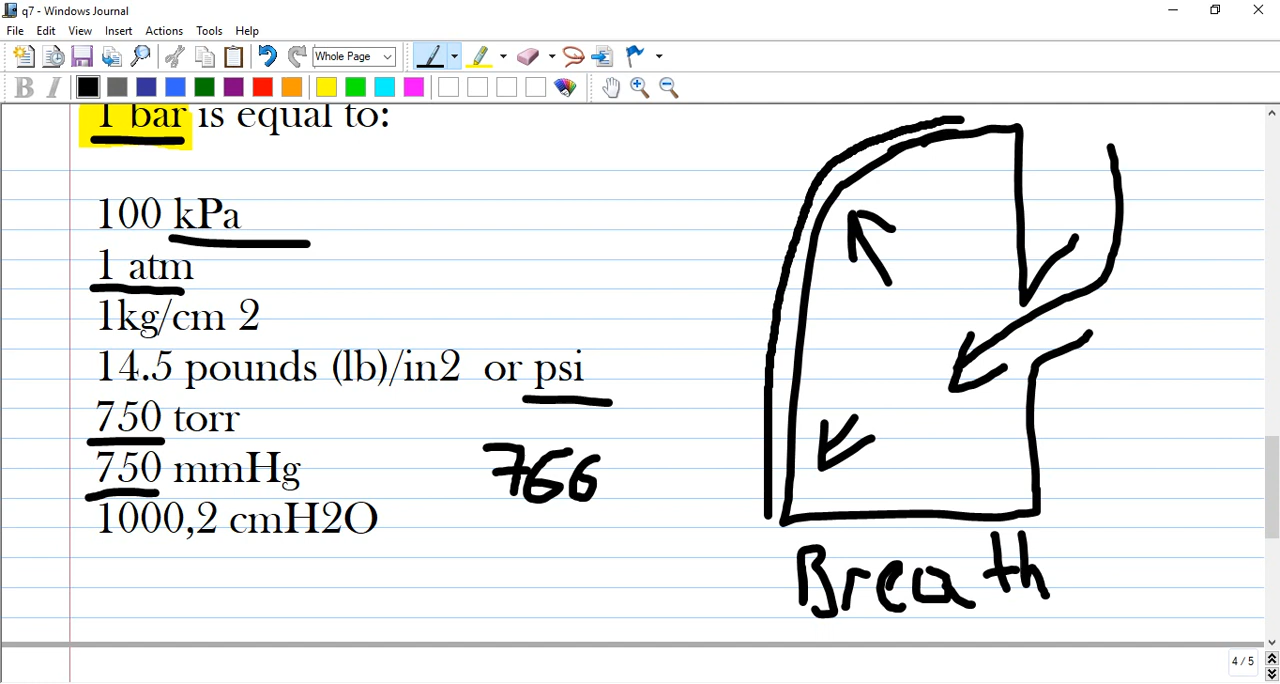 q7 - Windows Journal
File Edit View Insert Actions Tools Help
Whole Page
B I
1 bar is equal to:
100 kPa
1 atm
1kg/cm 2
14.5 pounds (lb)/in2 or psi
750 torr
750 mmHg
766
1000,2 cmH2O
Breath
4 / 5